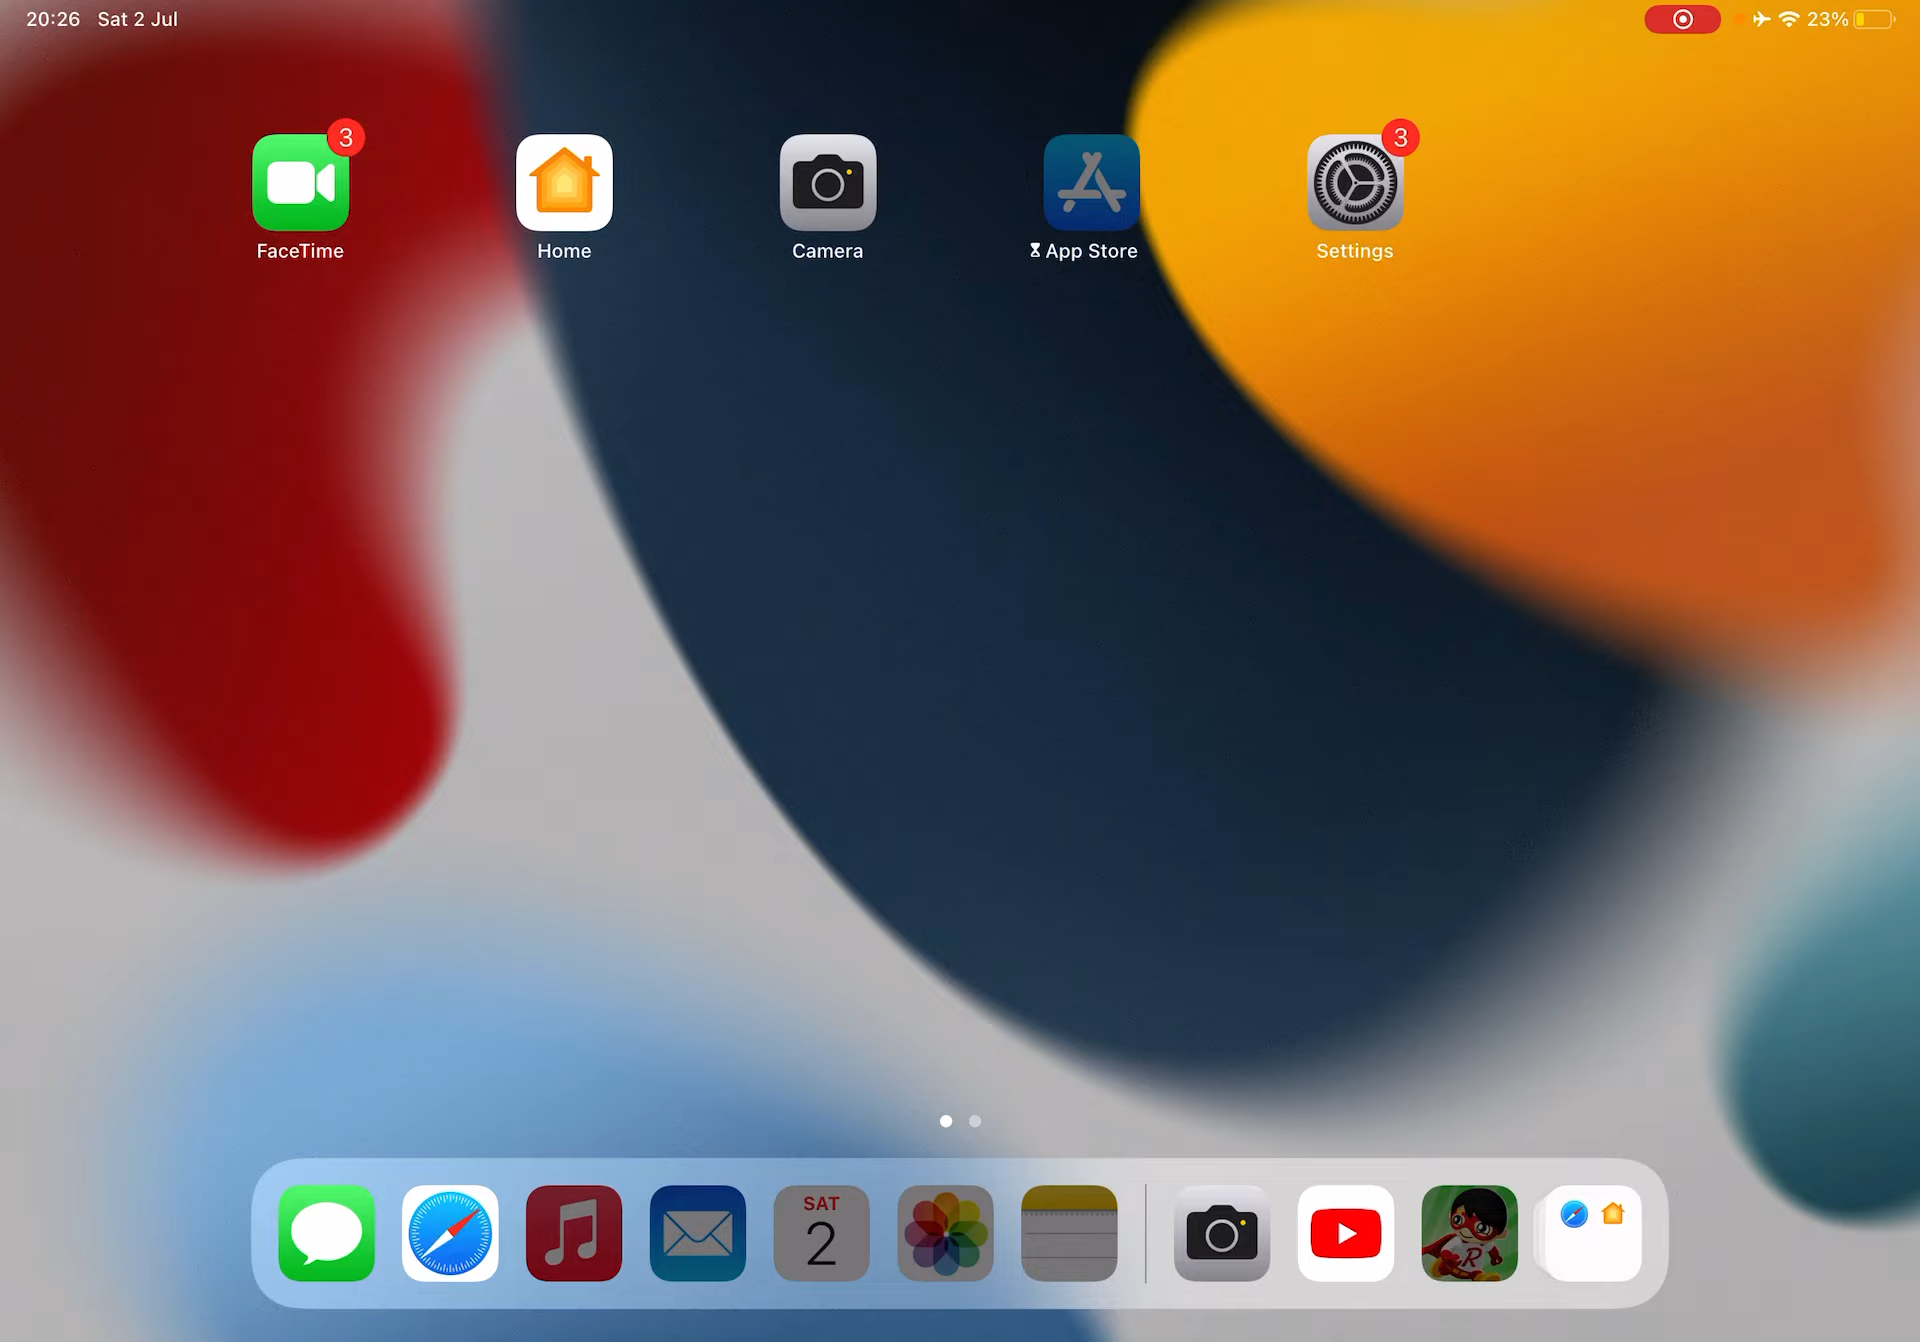 20:26 Sat 2 Jul
23%
3
3
FaceTime
Home
Camera
App Store
Settings
SAT
2
R